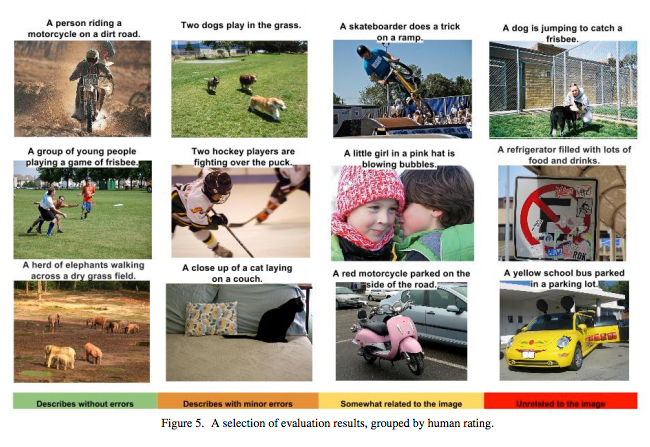 A person riding a
motorcycle on a dirt road.
Two dogs play in the grass.
A skateboarder does a trick
on a ramp.
A dog is jumping to catch a
frisbee.
A group of young people
playing a game of frisbee.
Two hockey players are
fighting over the puck.
A little girl in a pink hat is
blowing bubbles.
A refrigerator filled with lots of
food and drinks.
A herd of elephants walking
across a dry grass field.
A close up of a cat laying
on a couch.
A red motorcycle parked on the
side of the road.
A yellow school bus parked
in a parking lot.
Describes without errors
Describes with minor errors
Somewhat related to the image
Unrelated to the image
Figure 5. A selection of evaluation results, grouped by human rating.